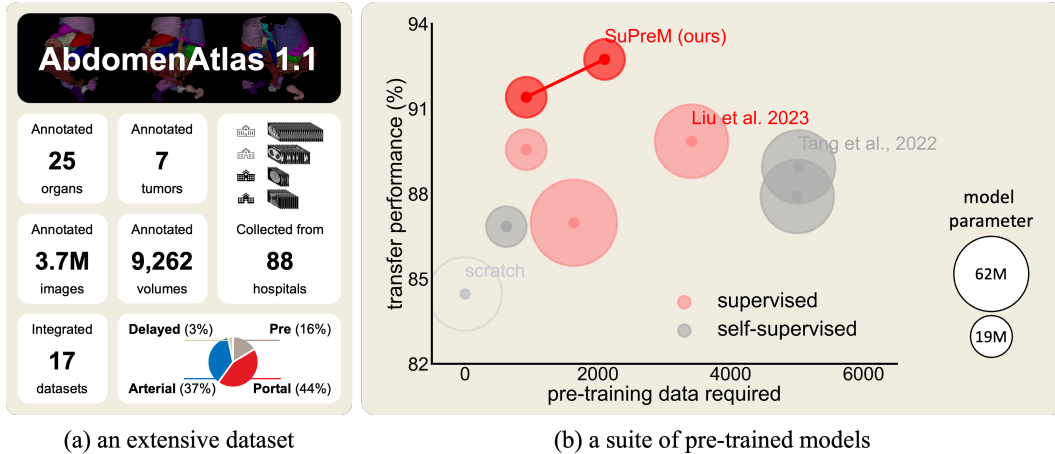 AbdomenAtlas 1.1
Annotated
25
organs
Annotated
7
tumors
Annotated
3.7M
images
Annotated
9,262
volumes
Collected from
88
hospitals
Integrated
17
datasets
Delayed (3%)
Pre (16%)
Arterial (37%)
Portal (44%)
(a) an extensive dataset
transfer performance (%)
94
91
88
85
82
SuPreM (ours)
Liu et al. 2023
Tang et al., 2022
scratch
supervised
self-supervised
model
parameter
62M
19M
0
2000
4000
6000
pre-training data required
(b) a suite of pre-trained models